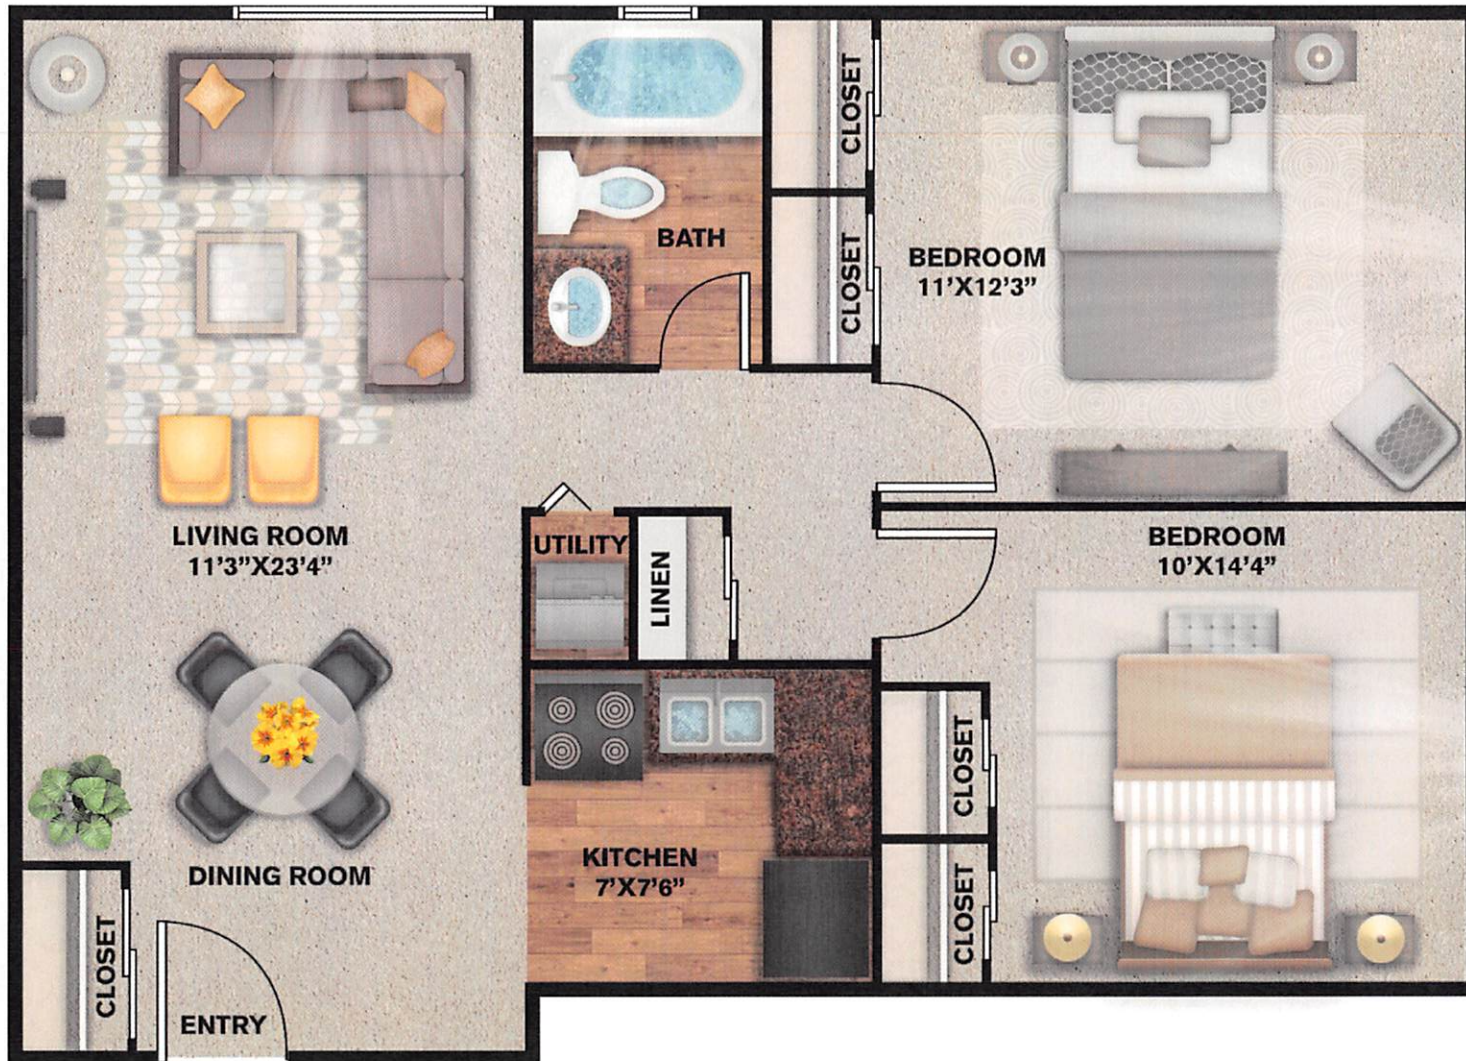 CLOSET
CLOSET
BATH
BEDROOM
11'X12'3"
LIVING ROOM
11'3"X23'4"
UTILITY
LINEN
BEDROOM
10'X14'4"
DINING ROOM
KITCHEN
7'X7'6"
CLOSET
CLOSET
CLOSET
ENTRY